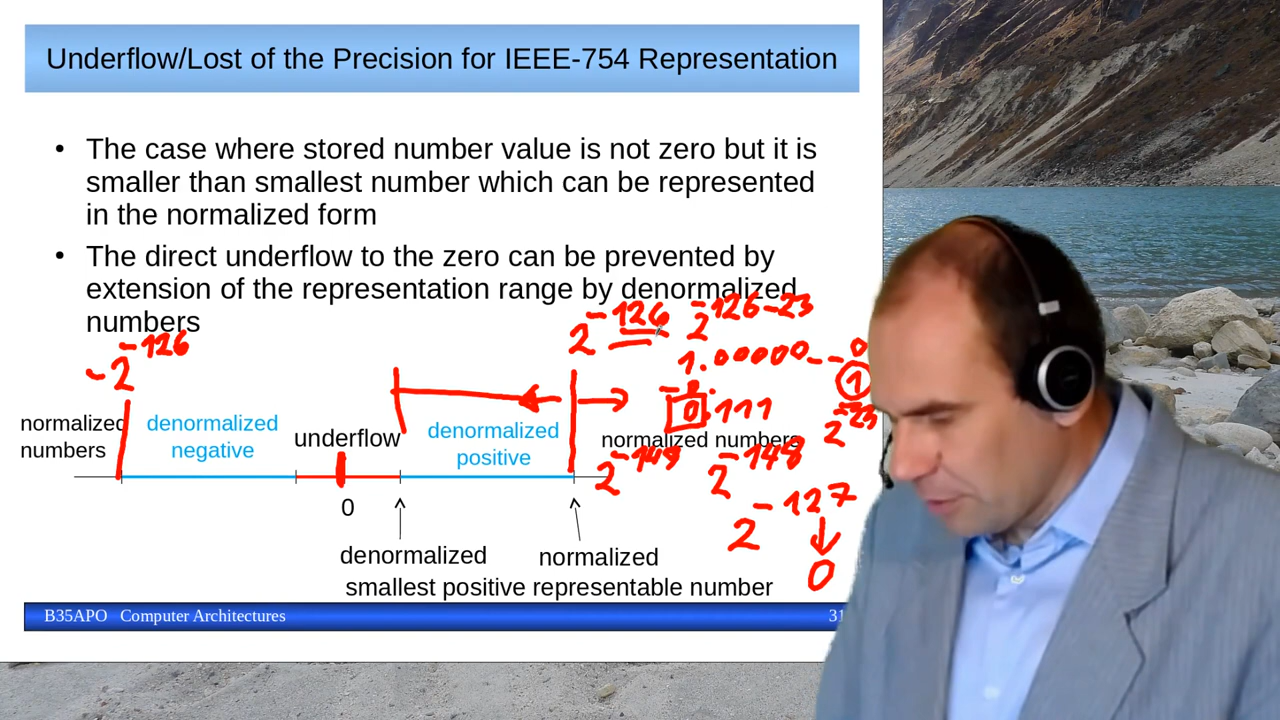 Underflow/Lost of the Precision for IEEE-754 Representation
• The case where stored number value is not zero but it is
smaller than smallest number which can be represented
in the normalized form
• The direct underflow to the zero can be prevented by
extension of the representation range by denormalized
numbers
-2^-126
2^-126
2^-126-23
1.00000--0
1
0.111
2^-23
normalized
numbers
denormalized
negative
underflow
denormalized
positive
normalized numbers
2^-149
2^-148
2^-127
0
0
denormalized
normalized
smallest positive representable number
B35APO Computer Architectures
31